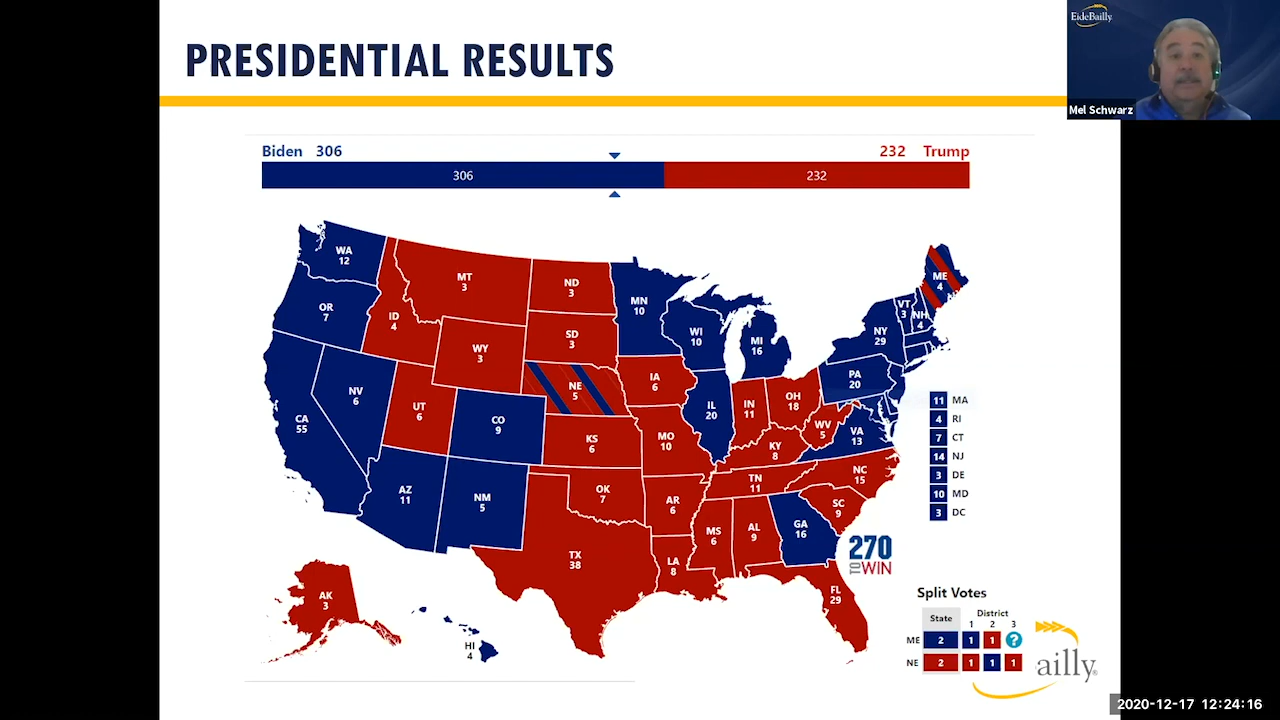 PRESIDENTIAL RESULTS
EideBailly
Mel Schwarz
Biden 306
232 Trump
306
232
WA
12
OR
7
CA
55
NV
6
ID
4
MT
3
WY
3
UT
6
AZ
11
CO
9
NM
5
ND
3
SD
3
NE
5
KS
6
OK
7
TX
38
MN
10
IA
6
MO
10
AR
6
LA
8
WI
10
IL
20
MI
16
IN
11
OH
18
KY
8
TN
11
MS
6
AL
9
GA
16
FL
29
SC
9
NC
15
VA
13
WV
5
PA
20
NY
29
VT
3
NH
4
ME
4
AK
3
HI
4
11 MA
4 RI
7 CT
14 NJ
3 DE
10 MD
3 DC
270
TO WIN
Split Votes
State District
1 2 3
ME 2 1 1 ?
NE 2 1 1 1
ailly
2020-12-17 12:24:16